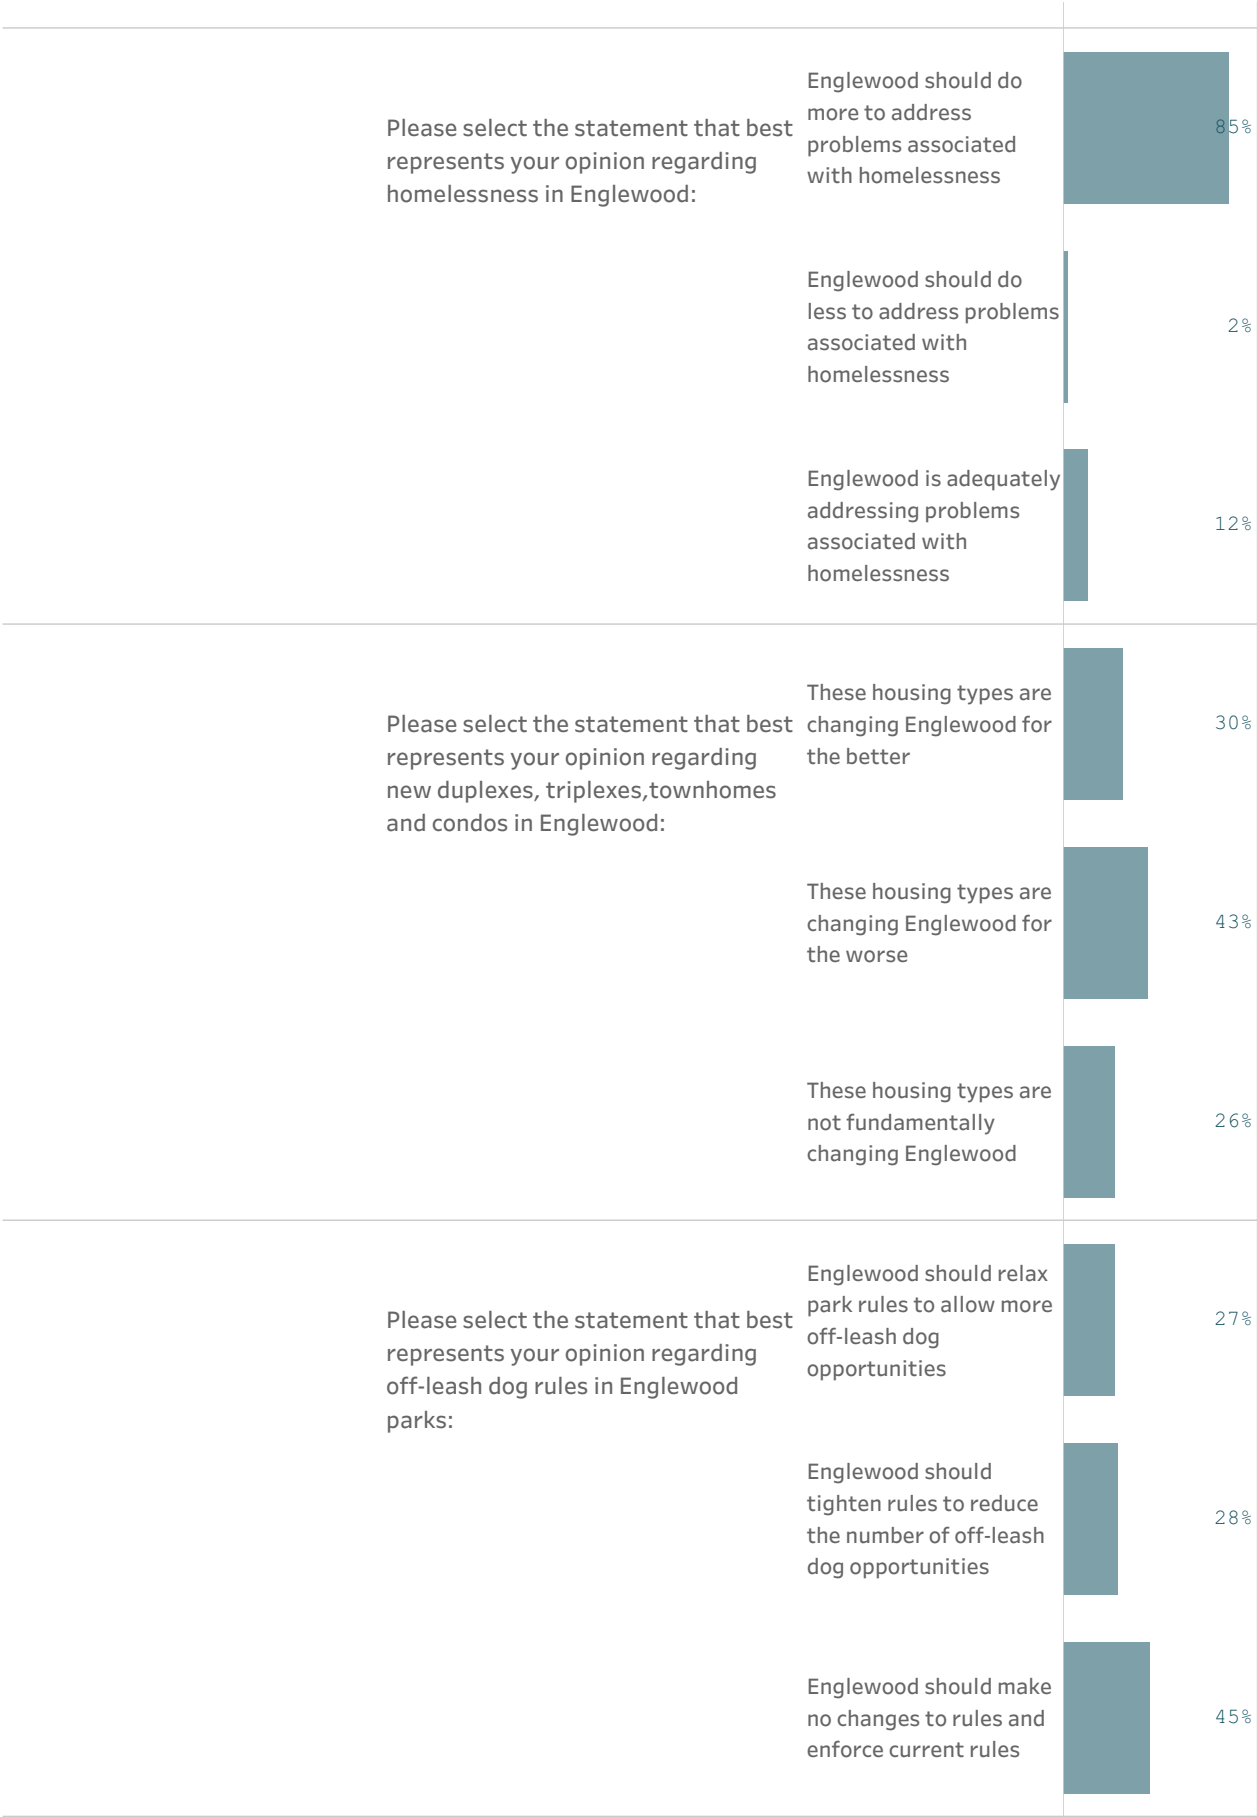 Please select the statement that best
represents your opinion regarding
homelessness in Englewood:
Englewood should do
more to address
problems associated
with homelessness
85%
Englewood should do
less to address problems
associated with
homelessness
2%
Englewood is adequately
addressing problems
associated with
homelessness
12%
Please select the statement that best
represents your opinion regarding
new duplexes, triplexes,townhomes
and condos in Englewood:
These housing types are
changing Englewood for
the better
30%
These housing types are
changing Englewood for
the worse
43%
These housing types are
not fundamentally
changing Englewood
26%
Please select the statement that best
represents your opinion regarding
off-leash dog rules in Englewood
parks:
Englewood should relax
park rules to allow more
off-leash dog
opportunities
27%
Englewood should
tighten rules to reduce
the number of off-leash
dog opportunities
28%
Englewood should make
no changes to rules and
enforce current rules
45%